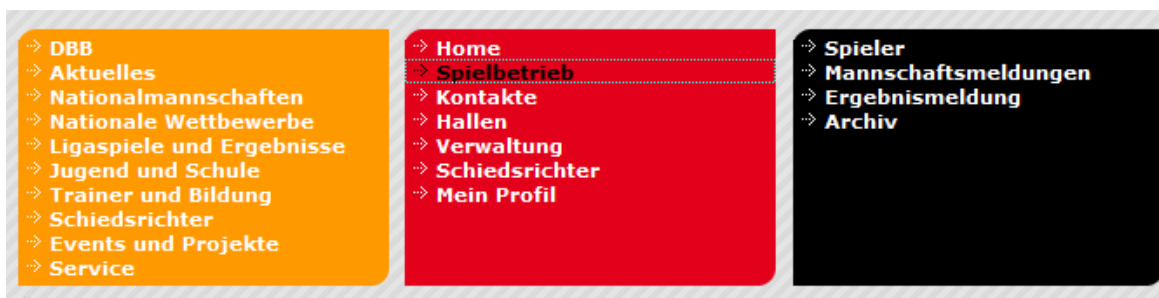 DBB
Aktuelles
Nationalmannschaften
Nationale Wettbewerbe
Ligaspiele und Ergebnisse
Jugend und Schule
Trainer und Bildung
Schiedsrichter
Events und Projekte
Service
Home
Spielbetrieb
Kontakte
Hallen
Verwaltung
Schiedsrichter
Mein Profil
Spieler
Mannschaftsmeldungen
Ergebnismeldung
Archiv